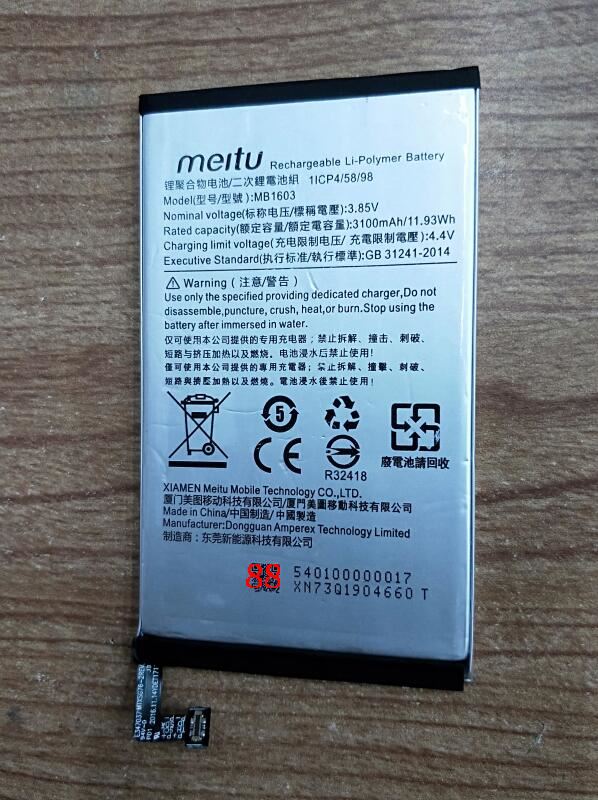 meitu Rechargeable Li-Polymer Battery
锂聚合物电池/二次鋰電池組 1ICP4/58/98
Model(型号/型號):MB1603
Nominal voltage(标称电压/標稱電壓):3.85V
Rated capacity(额定容量/額定電容量):3100mAh/11.93Wh
Charging limit voltage(充电限制电压/ 充電限制電壓):4.4V
Executive Standard(执行标准/執行標準):GB 31241-2014
Warning (注意/警告)
Use only the specified providing dedicated charger,Do not
disassemble,puncture, crush, heat,or burn.Stop using the
battery after immersed in water.
仅可使用本公司提供的专用充电器；禁止拆解、撞击、刺破、
短路与挤压加热以及燃烧。电池浸水后禁止使用。
僅可使用本公司提供的專用充電器；禁止拆解、撞擊、刺破、
短路與擠壓加熱以及燃燒。電池浸水後禁止使用。
5
CE
R32418
廢電池請回收
XIAMEN Meitu Mobile Technology CO.,LTD.
厦门美图移动科技有限公司/厦門美圖移動科技有限公司
Made in China/中国制造/ 中國製造
Manufacturer:Dongguan Amperex Technology Limited
制造商：东莞新能源科技有限公司
88
540100000017
XN73Q1904660 T